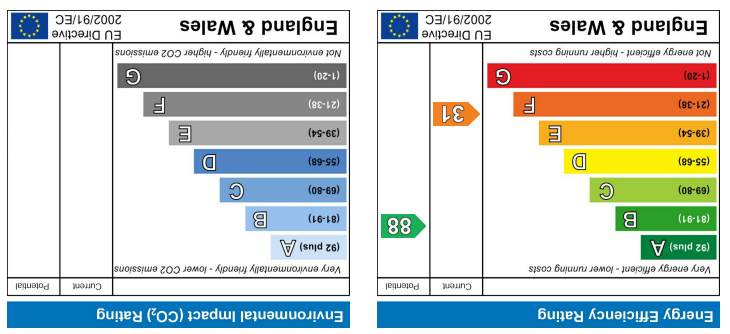 Energy Efficiency Rating
Current Potential
Very energy efficient - lower running costs
(92 plus) A
(81-91) B
88
(69-80) C
(55-68) D
(39-54) E
(21-38) F
31
(1-20) G
Not energy efficient - higher running costs
England & Wales
EU Directive
2002/91/EC
Environmental Impact (CO₂) Rating
Current Potential
Very environmentally friendly - lower CO2 emissions
(92 plus) A
(81-91) B
(69-80) C
(55-68) D
(39-54) E
(21-38) F
(1-20) G
Not environmentally friendly - higher CO2 emissions
England & Wales
EU Directive
2002/91/EC